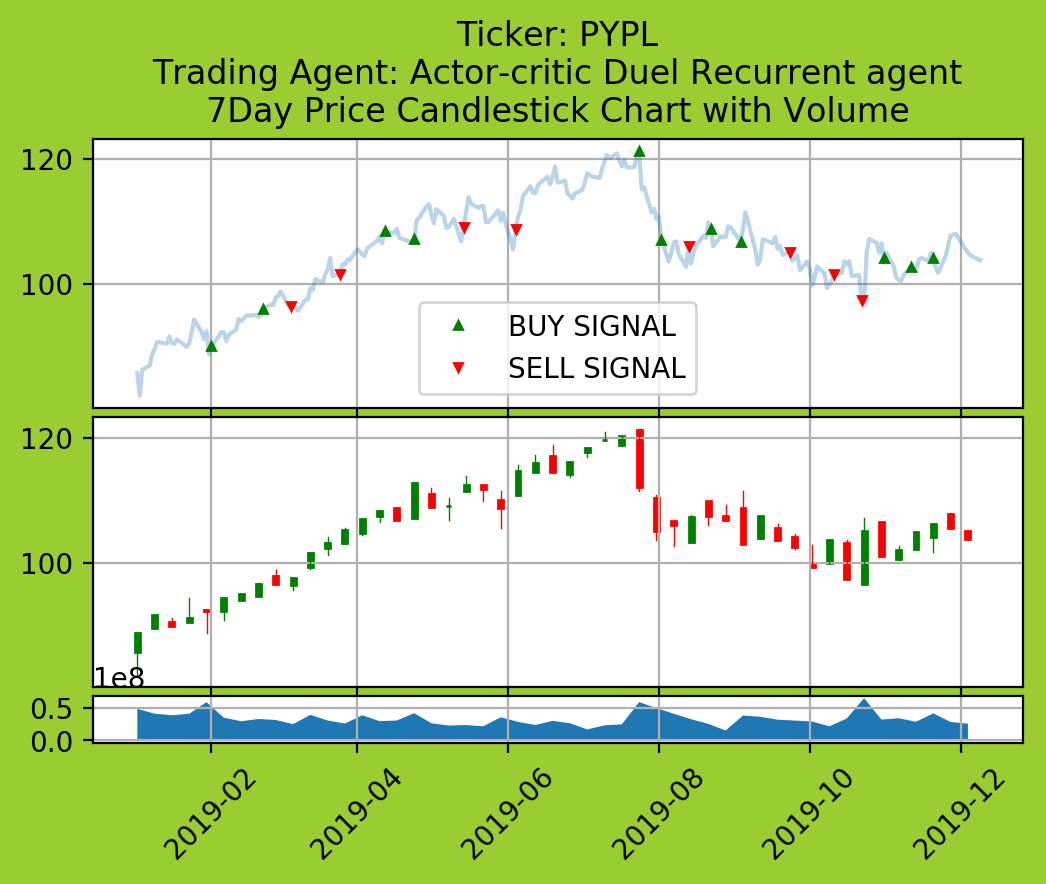 Ticker: PYPL
Trading Agent: Actor-critic Duel Recurrent agent
7Day Price Candlestick Chart with Volume
120
100
BUY SIGNAL
SELL SIGNAL
120
100
1e8
0.5
0.0
2019-02
2019-04
2019-06
2019-08
2019-10
2019-12